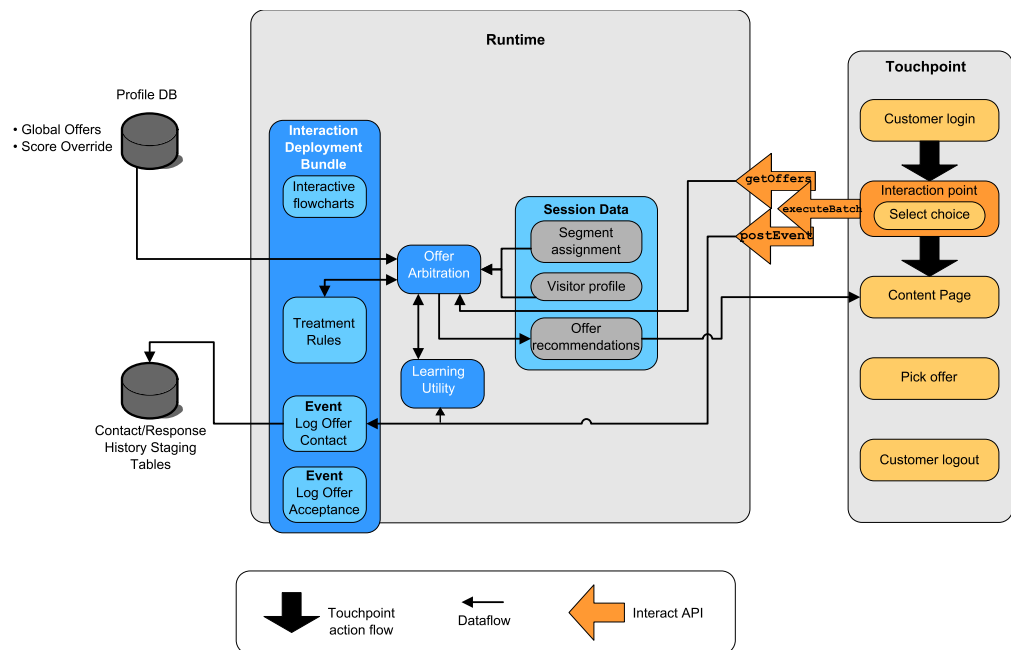 Runtime
Touchpoint
Profile DB
• Global Offers
• Score Override
Interaction
Deployment
Bundle
Interactive
flowcharts
Treatment
Rules
Event
Log Offer
Contact
Event
Log Offer
Acceptance
Offer
Arbitration
Learning
Utility
Session Data
Segment
assignment
Visitor profile
Offer
recommendations
getOffers
executeBatch
postEvent
Customer login
Interaction point
Select choice
Content Page
Pick offer
Customer logout
Contact/Response
History Staging
Tables
Touchpoint
action flow
Dataflow
Interact API